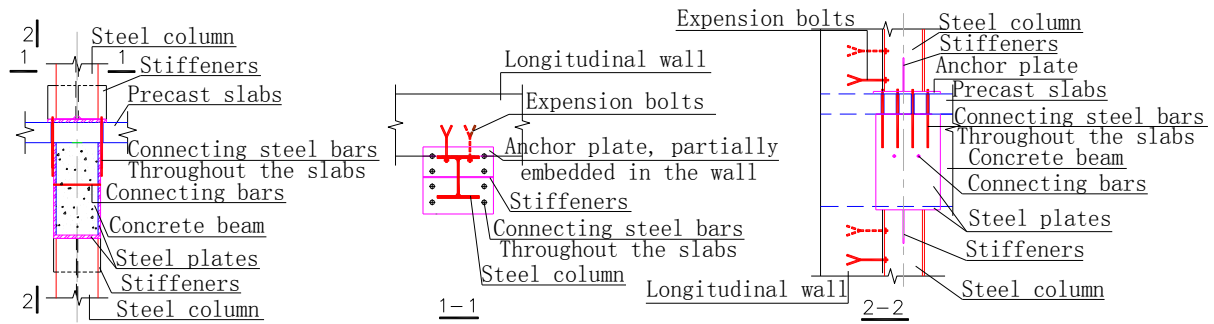 2
1
1
Steel column
Stiffeners
Precast slabs
Connecting steel bars
Throughout the slabs
Connecting bars
Concrete beam
Steel plates
Stiffeners
Steel column
2
Longitudinal wall
Expension bolts
Anchor plate, partially
embedded in the wall
Stiffeners
Connecting steel bars
Throughout the slabs
Steel column
1-1
Expension bolts
Steel column
Stiffeners
Anchor plate
Precast slabs
Connecting steel bars
Throughout the slabs
Concrete beam
Connecting bars
Steel plates
Stiffeners
Longitudinal wall
Steel column
2-2